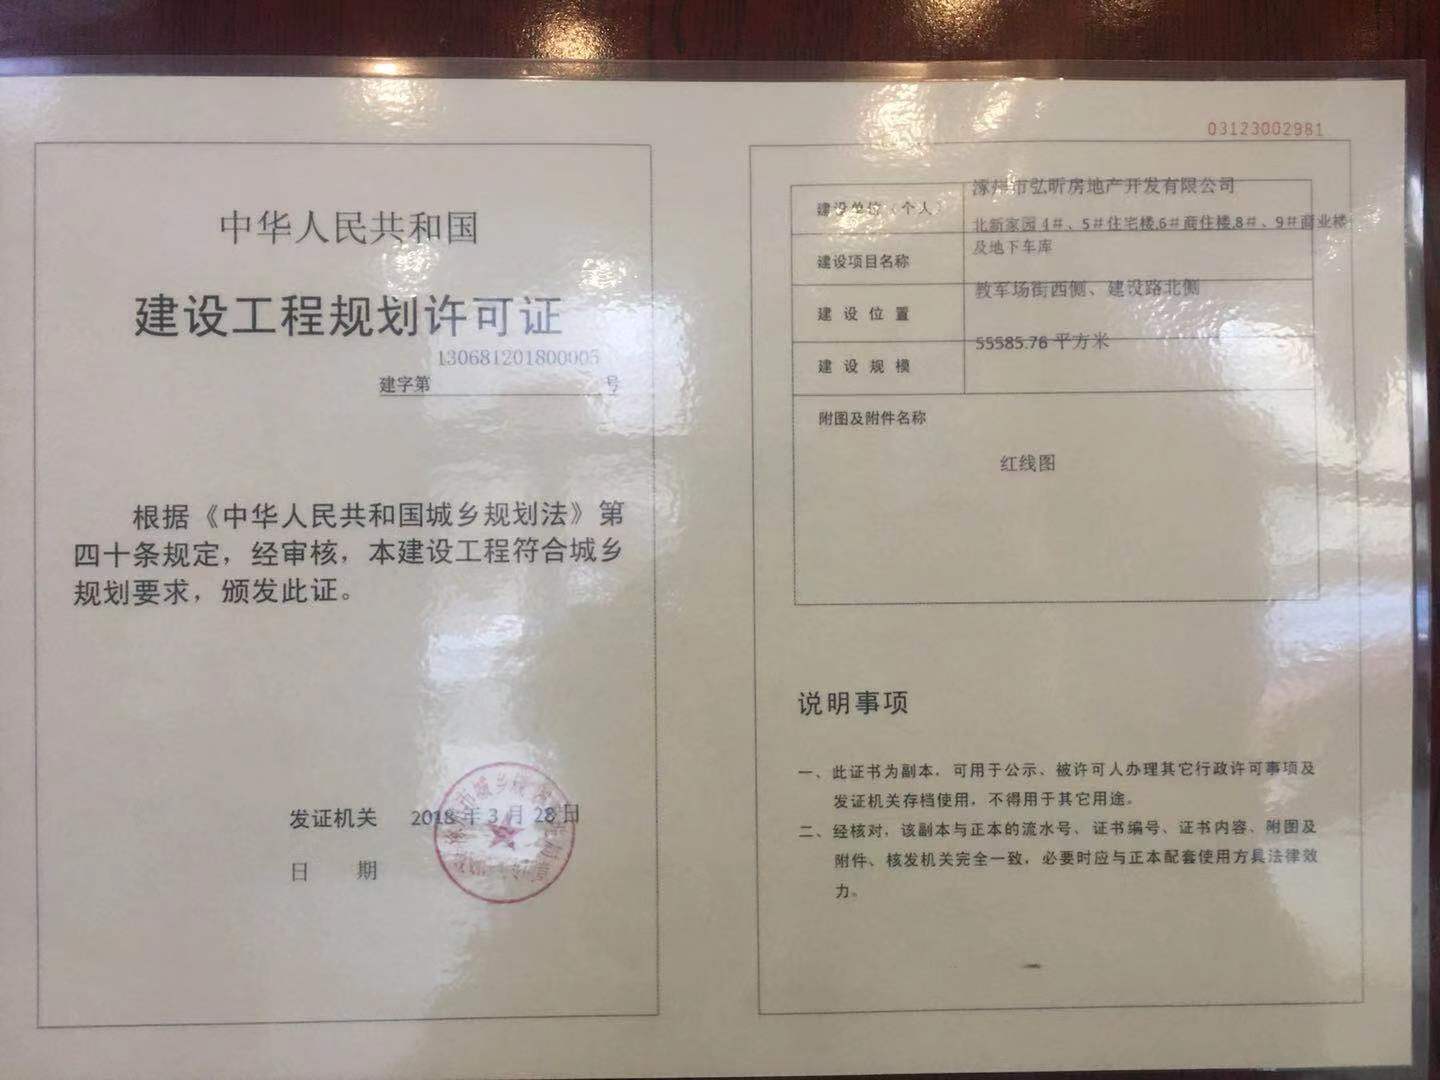 中华人民共和国
建设工程规划许可证
130681201800005
建字第 号
根据《中华人民共和国城乡规划法》第
四十条规定，经审核，本建设工程符合城乡
规划要求，颁发此证。
发证机关 2018 年 3 月 28 日
日 期
03123002981
建设单位（个人） 涿州市弘昕房地产开发有限公司
北新家园 4＃、5＃住宅楼,6＃商住楼,8＃、9＃商业楼
及地下车库
建设项目名称
教军场街西侧、建设路北侧
建 设 位 置
55585.76 平方米
建 设 规 模
附图及附件名称
红线图
说明事项
一、此证书为副本，可用于公示、被许可人办理其它行政许可事项及
发证机关存档使用，不得用于其它用途。
二、经核对，该副本与正本的流水号、证书编号、证书内容、附图及
附件、核发机关完全一致，必要时应与正本配套使用方具法律效
力。